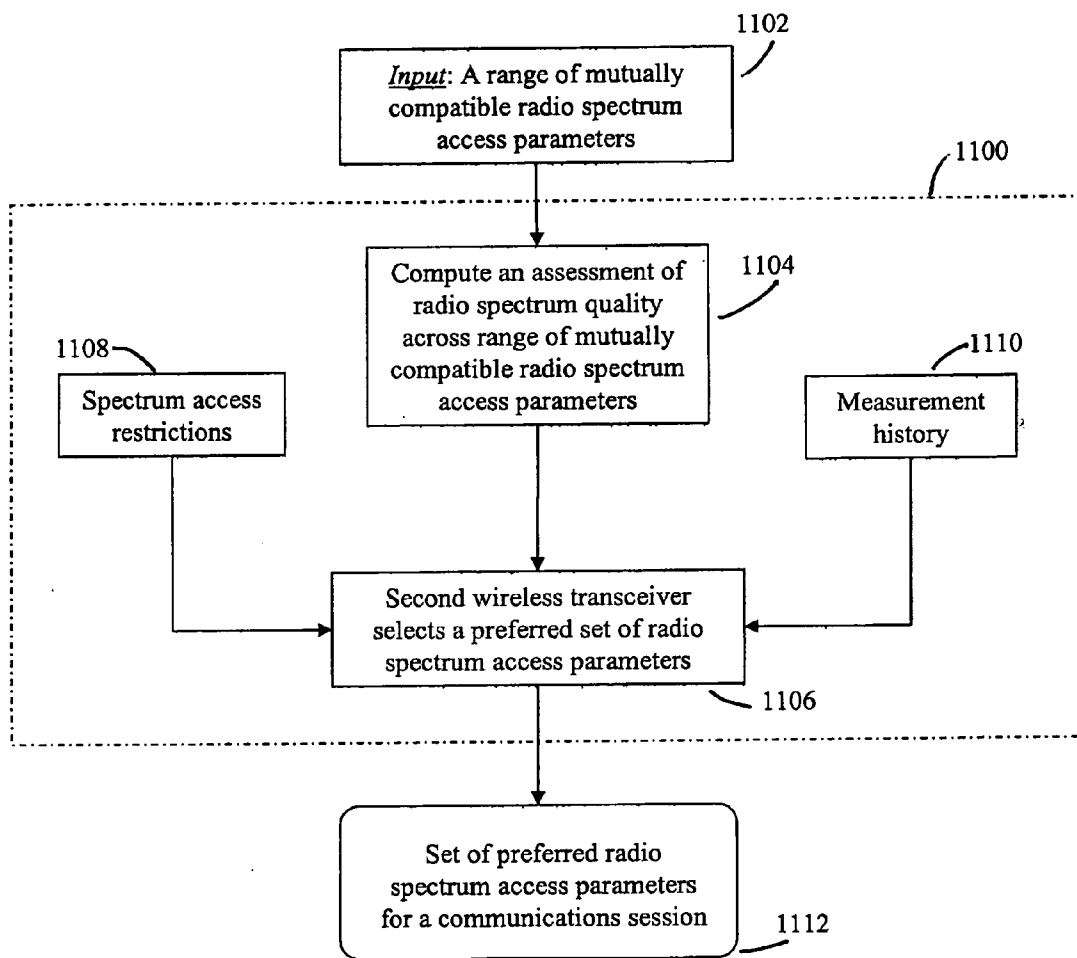 1102
Input: A range of mutually
compatible radio spectrum
access parameters
1100
Compute an assessment of
radio spectrum quality
across range of mutually
compatible radio spectrum
access parameters
1104
1108
Spectrum access
restrictions
1110
Measurement
history
Second wireless transceiver
selects a preferred set of radio
spectrum access parameters
1106
Set of preferred radio
spectrum access parameters
for a communications session
1112